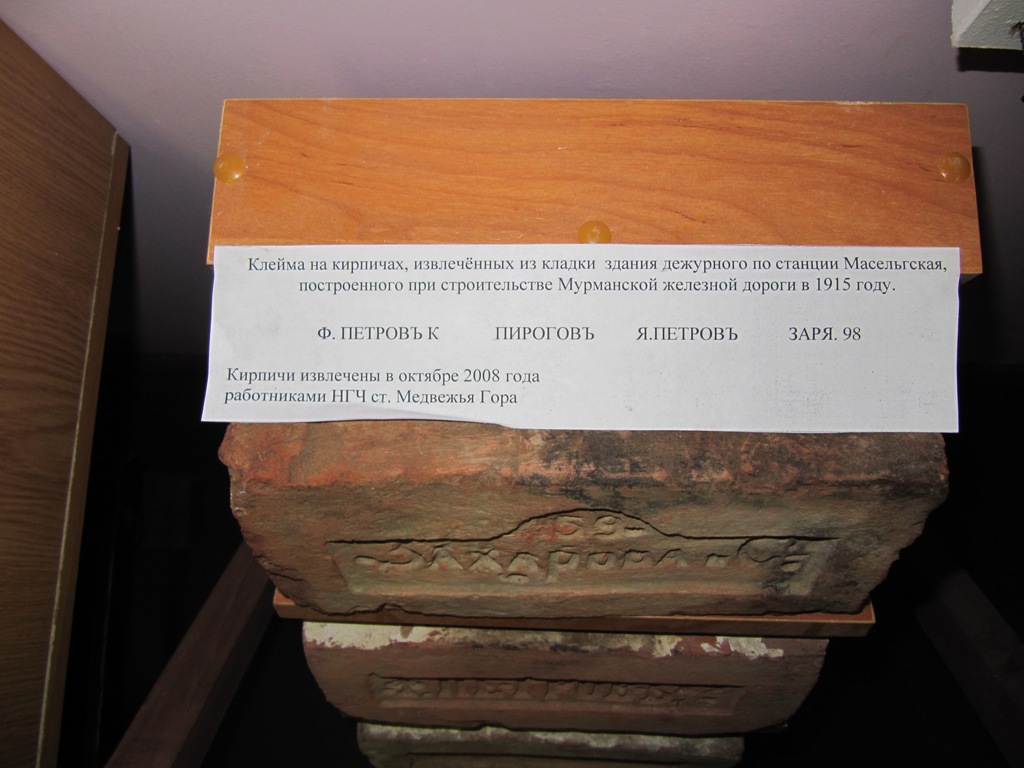 Клейма на кирпичах, извлечённых из кладки здания дежурного по станции Масельгская,
построенного при строительстве Мурманской железной дороги в 1915 году.
Ф. ПЕТРОВЪ К ПИРОГОВЪ Я.ПЕТРОВЪ ЗАРЯ. 98
Кирпичи извлечены в октябре 2008 года
работниками НГЧ ст. Медвежья Гора